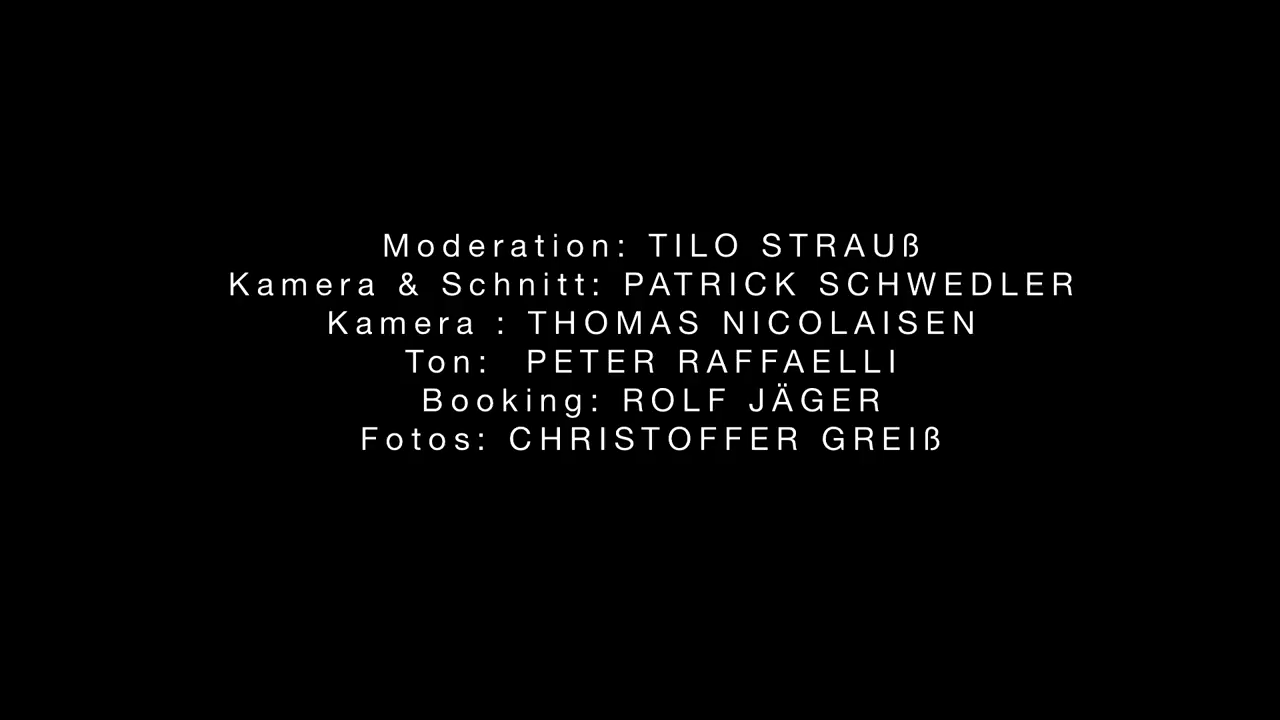 Moderation: TILO STRAUß
Kamera & Schnitt: PATRICK SCHWEDLER
Kamera : THOMAS NICOLAISEN
Ton:  PETER RAFFAELLI
Booking: ROLF JÄGER
Fotos: CHRISTOFFER GREIß